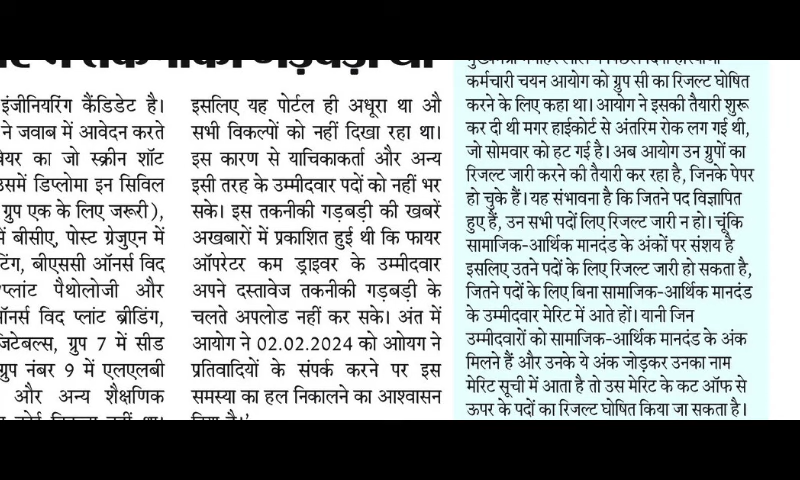 में तकनीकी गड़बड़ी थी
इंजीनियरिंग कैंडिडेट है।
ने जवाब में आवेदन करते
वेयर का जो स्क्रीन शॉट
उसमें डिप्लोमा इन सिविल
ग्रुप एक के लिए जरूरी),
में बीसीए, पोस्ट ग्रेजुएन में
टिंग, बीएससी ऑनर्स विद
प्लांट पैथोलोजी और
ऑनर्स विद प्लांट ब्रीडिंग,
जिटेबल्स, ग्रुप 7 में सीड
ग्रुप नंबर 9 में एलएलबी
और अन्य शैक्षणिक
कोई विकल्प नहीं था।
इसलिए यह पोर्टल ही अधूरा था औ
सभी विकल्पों को नहीं दिखा रहा था।
इस कारण से याचिकाकर्ता और अन्य
इसी तरह के उम्मीदवार पदों को नहीं भर
सके। इस तकनीकी गड़बड़ी की खबरें
अखबारों में प्रकाशित हुई थी कि फायर
ऑपरेटर कम ड्राइवर के उम्मीदवार
अपने दस्तावेज तकनीकी गड़बड़ी के
चलते अपलोड नहीं कर सके। अंत में
आयोग ने 02.02.2024 को ओयोग ने
प्रतिवादियों के संपर्क करने पर इस
समस्या का हल निकालने का आश्वासन
दिया है।'
कर्मचारी चयन आयोग को ग्रुप सी का रिजल्ट घोषित
करने के लिए कहा था। आयोग ने इसकी तैयारी शुरू
कर दी थी मगर हाईकोर्ट से अंतरिम रोक लग गई थी,
जो सोमवार को हट गई है। अब आयोग उन ग्रुपों का
रिजल्ट जारी करने की तैयारी कर रहा है, जिनके पेपर
हो चुके हैं। यह संभावना है कि जितने पद विज्ञापित
हुए हैं, उन सभी पदों लिए रिजल्ट जारी न हो। चूंकि
सामाजिक-आर्थिक मानदंड के अंकों पर संशय है
इसलिए उतने पदों के लिए रिजल्ट जारी हो सकता है,
जितने पदों के लिए बिना सामाजिक-आर्थिक मानदंड
के उम्मीदवार मेरिट में आते हों। यानी जिन
उम्मीदवारों को सामाजिक-आर्थिक मानदंड के अंक
मिलने हैं और उनके ये अंक जोड़कर उनका नाम
मेरिट सूची में आता है तो उस मेरिट के कट ऑफ से
ऊपर के पदों का रिजल्ट घोषित किया जा सकता है।